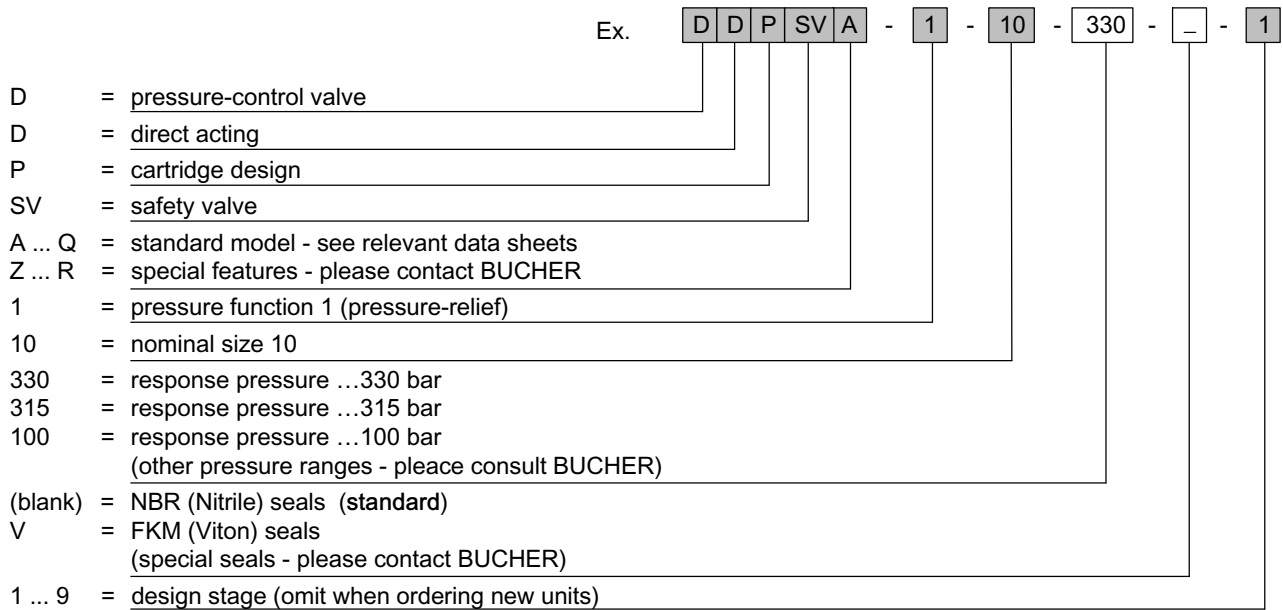 Ex. D D P SV A - 1 - 10 - 330 - _ - 1
D = pressure-control valve
D = direct acting
P = cartridge design
SV = safety valve
A ... Q = standard model - see relevant data sheets
Z ... R = special features - please contact BUCHER
1 = pressure function 1 (pressure-relief)
10 = nominal size 10
330 = response pressure …330 bar
315 = response pressure …315 bar
100 = response pressure …100 bar
(other pressure ranges - pleace consult BUCHER)
(blank) = NBR (Nitrile) seals (standard)
V = FKM (Viton) seals
(special seals - please contact BUCHER)
1 ... 9 = design stage (omit when ordering new units)